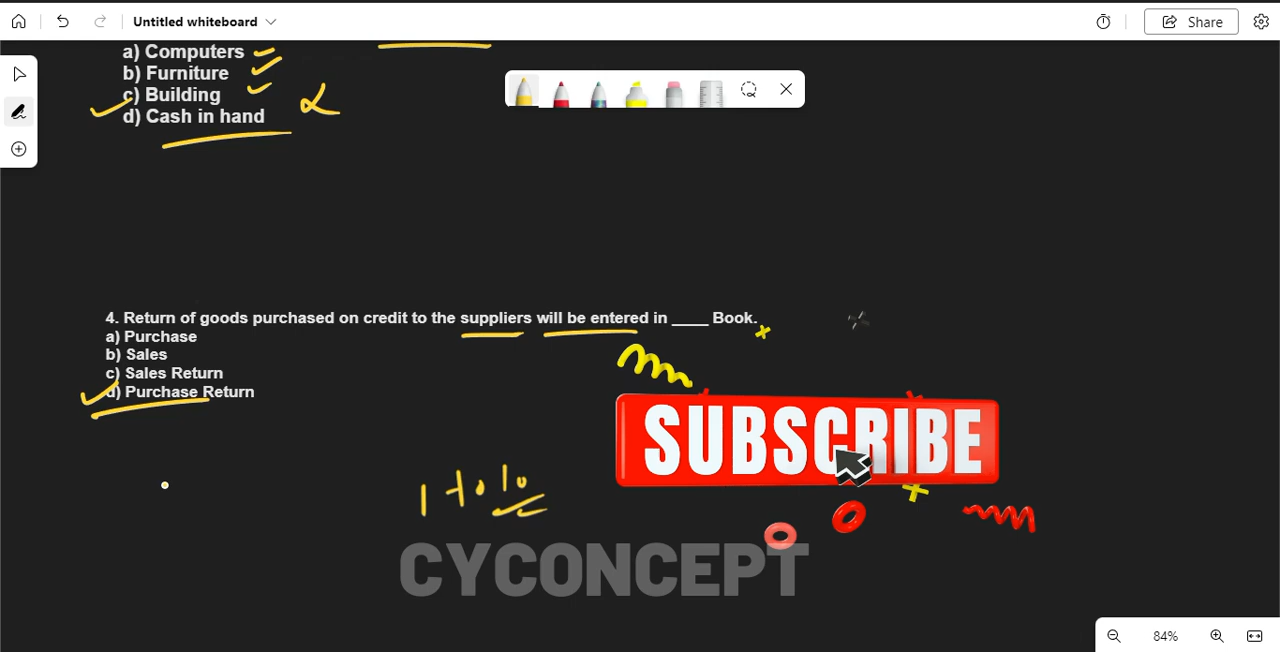 Untitled whiteboard
Share
a) Computers
b) Furniture
c) Building
d) Cash in hand
4. Return of goods purchased on credit to the suppliers will be entered in ____ Book.
a) Purchase
b) Sales
c) Sales Return
d) Purchase Return
SUBSCRIBE
CYCONCEPT
84%